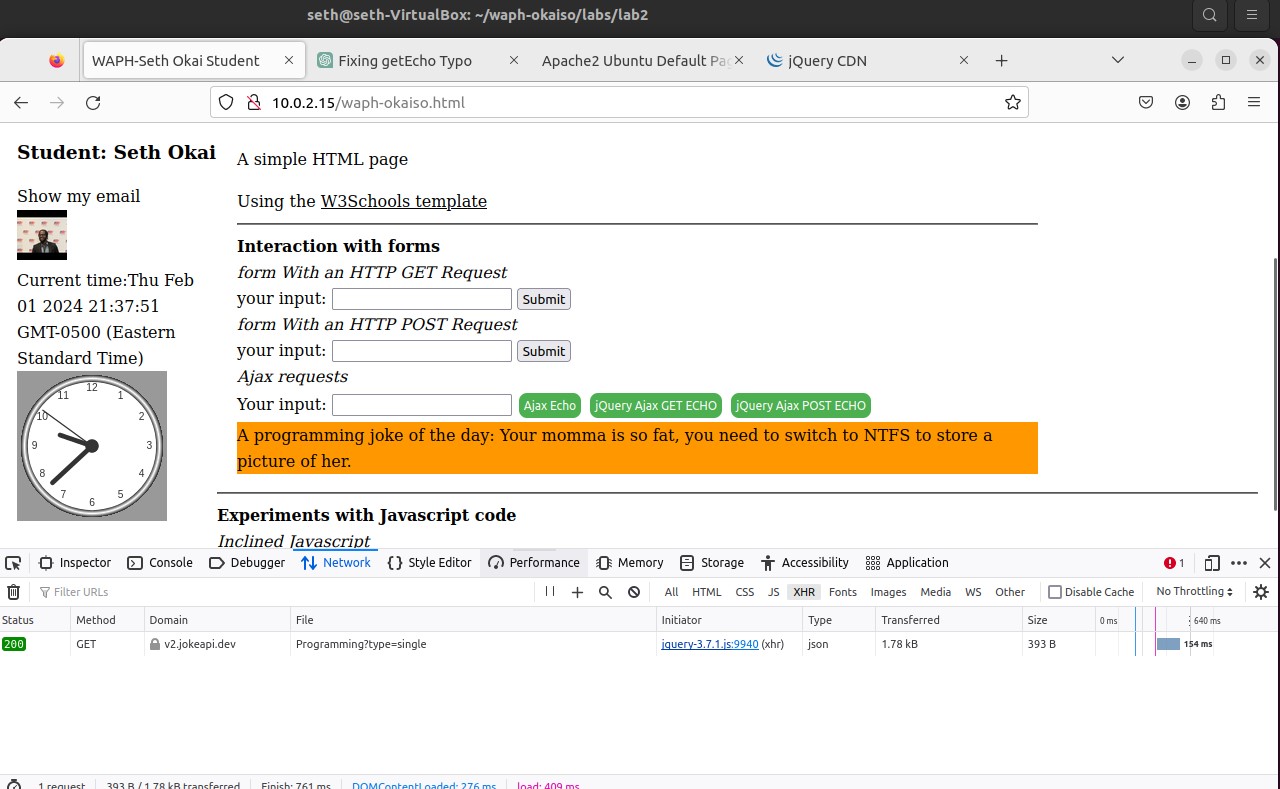 seth@seth-VirtualBox: ~/waph-okaiso/labs/lab2
WAPH-Seth Okai Student
Fixing getEcho Typo
Apache2 Ubuntu Default Pa
jQuery CDN
10.0.2.15/waph-okaiso.html
Student: Seth Okai
Show my email
Current time:Thu Feb
01 2024 21:37:51
GMT-0500 (Eastern
Standard Time)
12
1
2
3
4
5
6
7
8
9
10
11
A simple HTML page
Using the W3Schools template
Interaction with forms
form With an HTTP GET Request
your input: Submit
form With an HTTP POST Request
your input: Submit
Ajax requests
Your input: Ajax Echo jQuery Ajax GET ECHO jQuery Ajax POST ECHO
A programming joke of the day: Your momma is so fat, you need to switch to NTFS to store a
picture of her.
Experiments with Javascript code
Inclined Javascript
Inspector Console Debugger Network {} Style Editor Performance Memory Storage Accessibility Application 1
Filter URLs All HTML CSS JS XHR Fonts Images Media WS Other Disable Cache No Throttling
Status Method Domain File Initiator Type Transferred Size 0 ms 640 ms
200 GET v2.jokeapi.dev Programming?type=single jquery-3.7.1.js:9940 (xhr) json 1.78 kB 393 B 154 ms
1 request 393 B / 1.78 kB transferred Finish: 761 ms DOMContentLoaded: 276 ms load: 409 ms